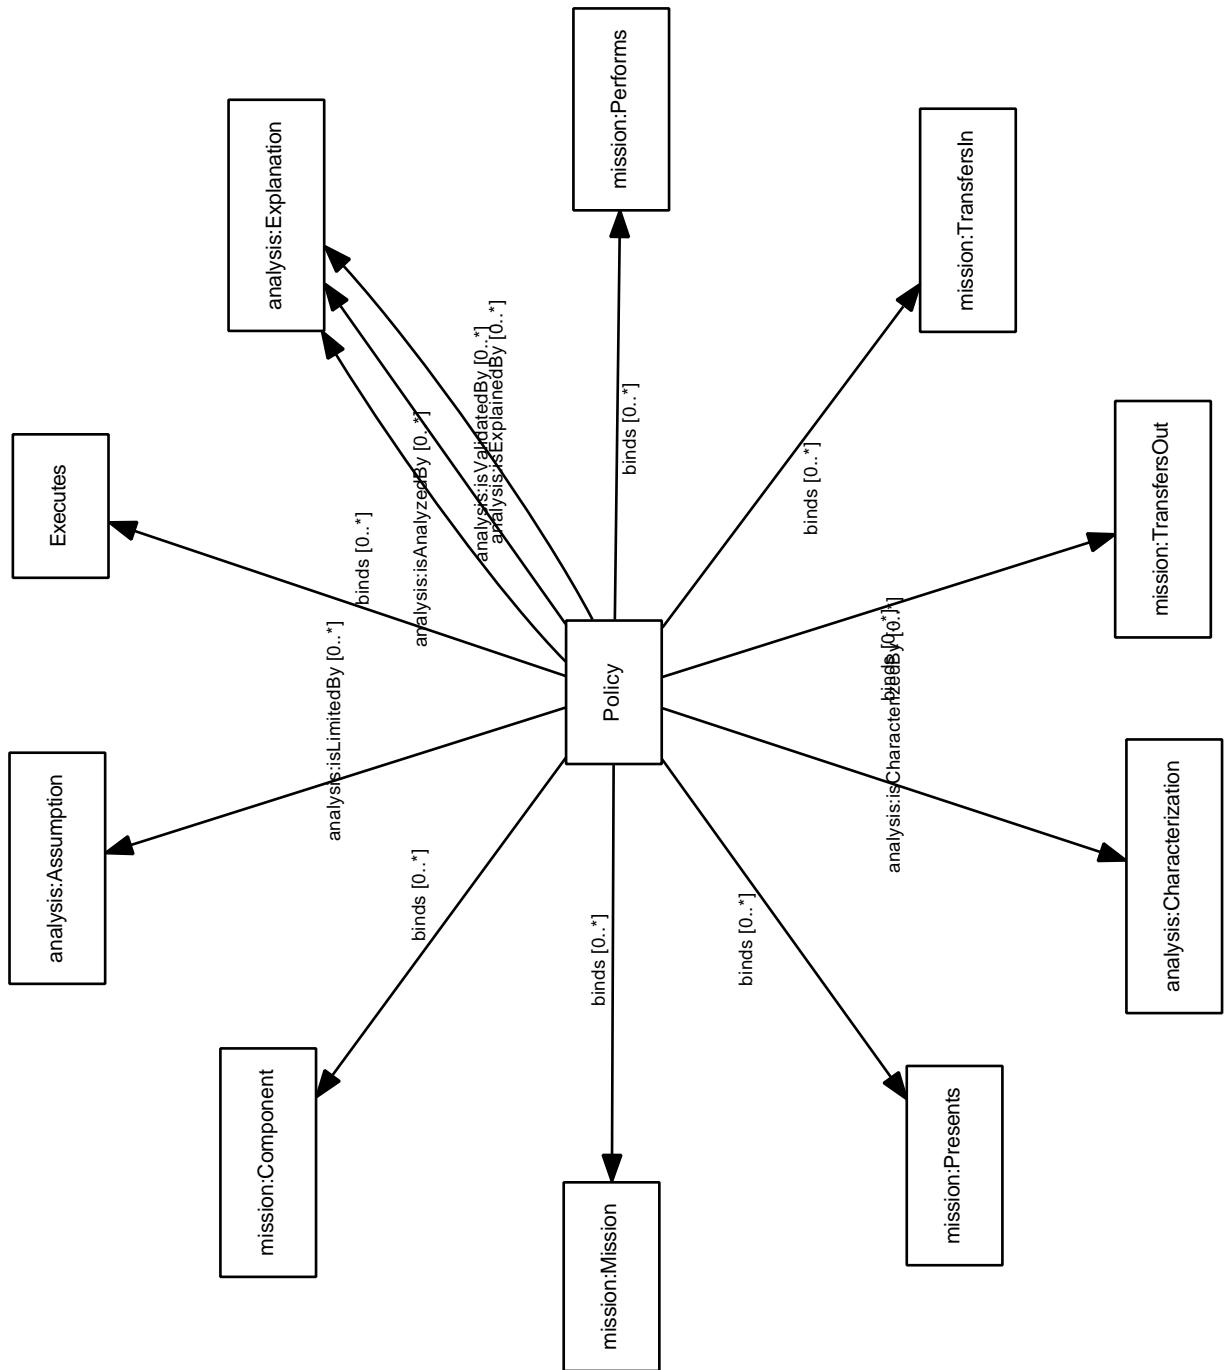 mission:Performs
analysis:Explanation
mission:TransfersIn
Executes
mission:TransfersOut
analysis:isValidatedBy [0..*]
analysis:isExplainedBy [0..*]
analysis:isAnalyzedBy [0..*]
binds [0..*]
binds [0..*]
binds [0..*]
Policy
binds [0..*]
analysis:isCharacterizedBy [0..*]
analysis:isLimitedBy [0..*]
analysis:Assumption
analysis:Characterization
binds [0..*]
binds [0..*]
binds [0..*]
mission:Component
mission:Presents
mission:Mission